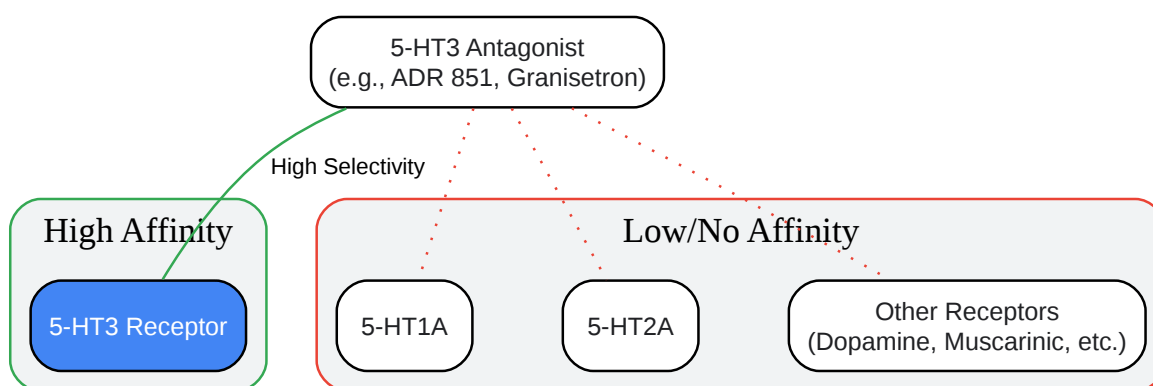 5-HT3 Antagonist
(e.g., ADR 851, Granisetron)
High Selectivity
High Affinity
Low/No Affinity
5-HT3 Receptor
5-HT1A
5-HT2A
Other Receptors
(Dopamine, Muscarinic, etc.)